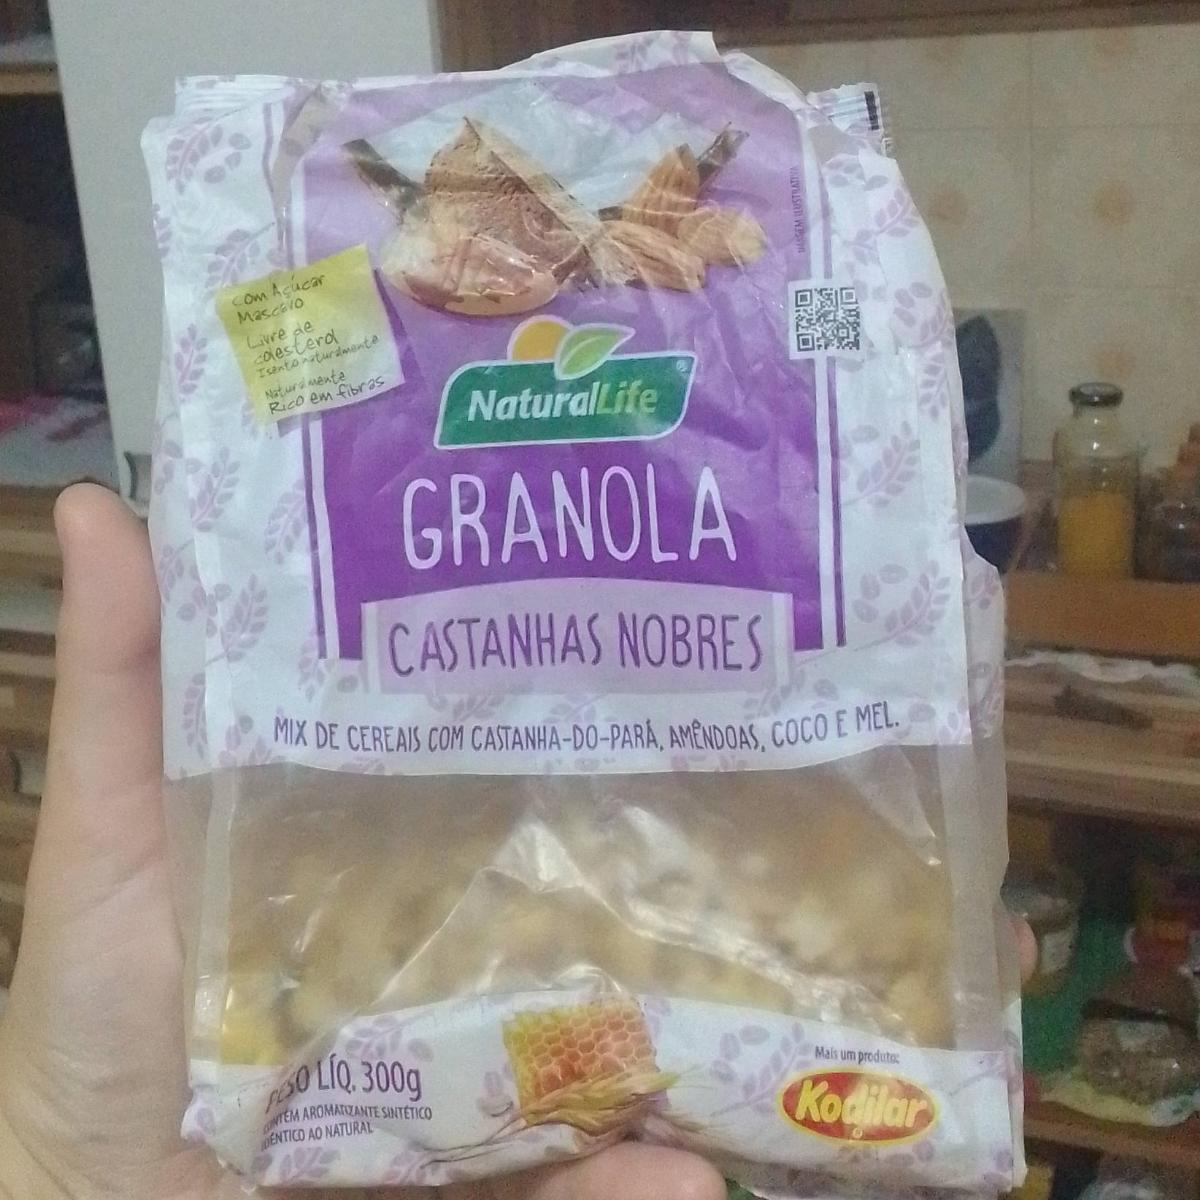 IMAGEM ILUSTRATIVA
Com Açúcar
Mascavo
Livre de
colesterol
Isento naturalmente
Naturalmente
Rico em fibras
NaturalLife®
GRANOLA
CASTANHAS NOBRES
MIX DE CEREAIS COM CASTANHA-DO-PARÁ, AMÊNDOAS, COCO E MEL.
PESO LÍQ. 300g
CONTÉM AROMATIZANTE SINTÉTICO
IDÊNTICO AO NATURAL
Mais um produto:
Kodilar